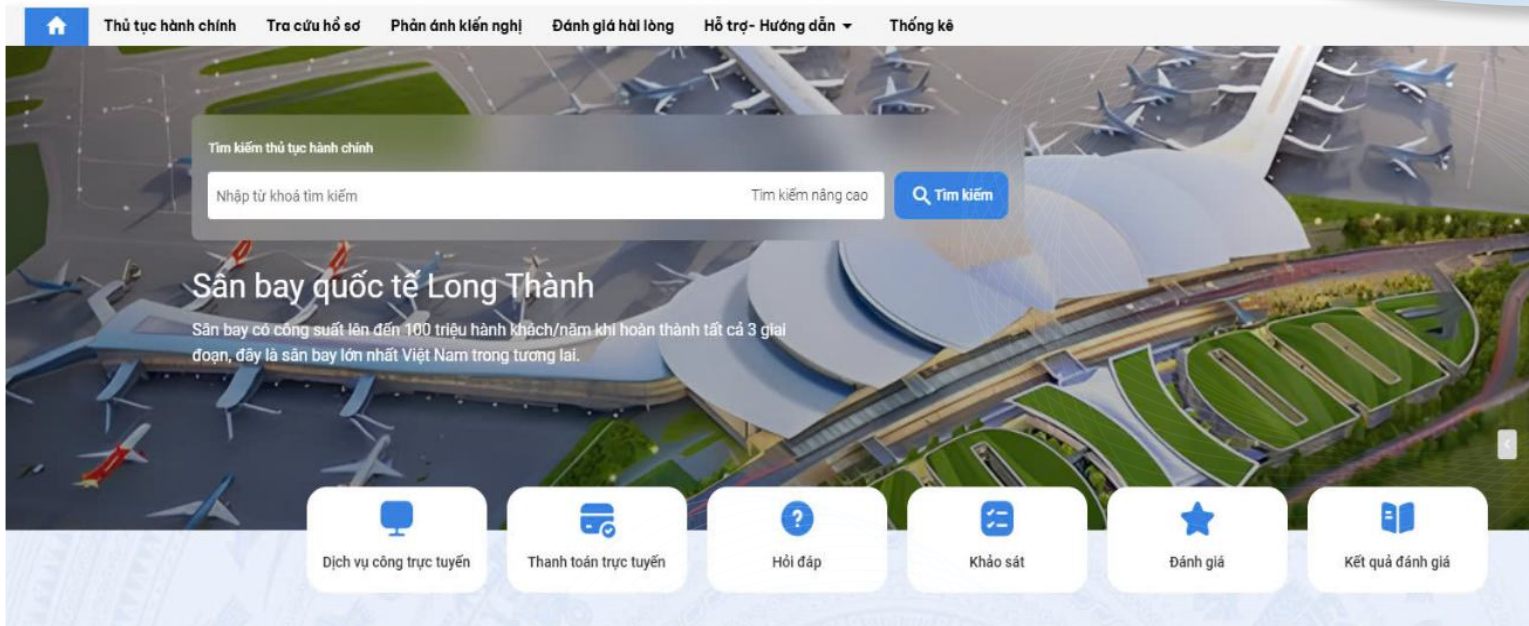 Thủ tục hành chính Tra cứu hồ sơ Phản ánh kiến nghị Đánh giá hài lòng Hỗ trợ- Hướng dẫn Thống kê
Tìm kiếm thủ tục hành chính
Nhập từ khoá tìm kiếm Tìm kiếm nâng cao Tìm kiếm
Sân bay quốc tế Long Thành
Sân bay có công suất lên đến 100 triệu hành khách/năm khi hoàn thành tất cả 3 giai
đoạn, đây là sân bay lớn nhất Việt Nam trong tương lai.
Dịch vụ công trực tuyến Thanh toán trực tuyến Hỏi đáp Khảo sát Đánh giá Kết quả đánh giá